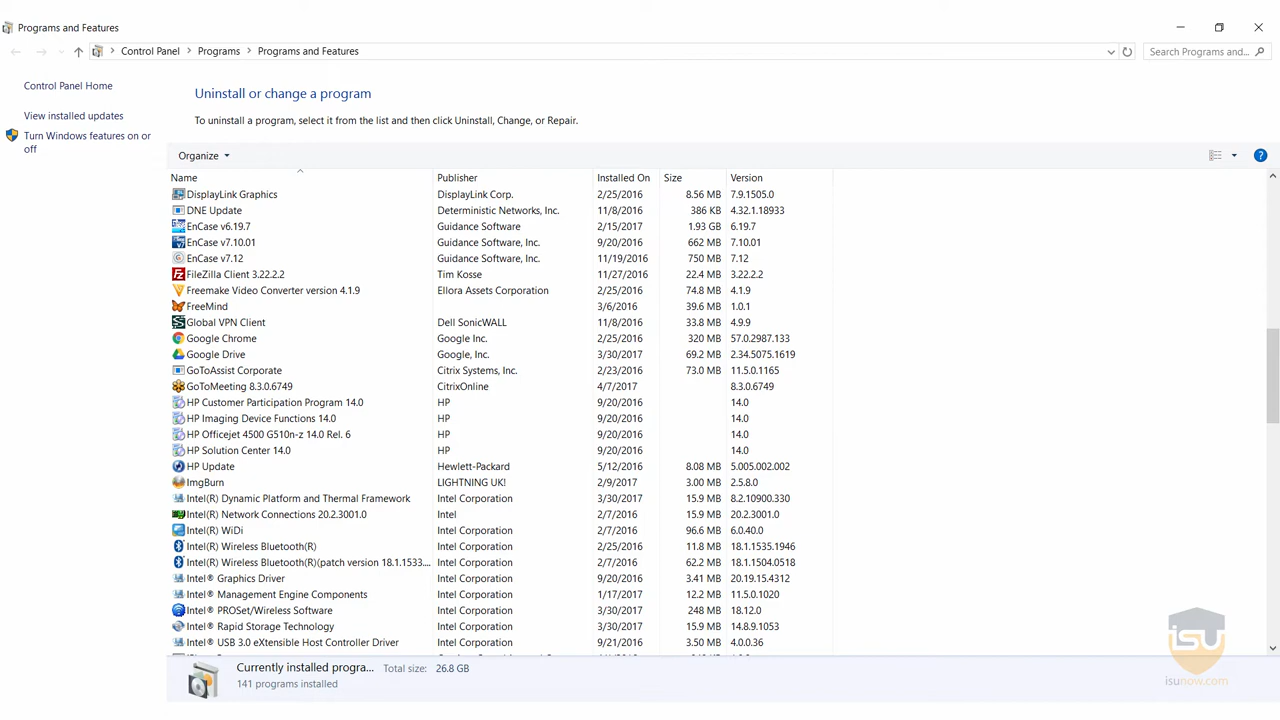 Programs and Features
Control Panel > Programs > Programs and Features
Search Programs and...
Control Panel Home
View installed updates
Turn Windows features on or
off
Uninstall or change a program
To uninstall a program, select it from the list and then click Uninstall, Change, or Repair.
Organize
Name Publisher Installed On Size Version
DisplayLink Graphics DisplayLink Corp. 2/25/2016 8.56 MB 7.9.1505.0
DNE Update Deterministic Networks, Inc. 11/8/2016 386 KB 4.32.1.18933
EnCase v6.19.7 Guidance Software 2/15/2017 1.93 GB 6.19.7
EnCase v7.10.01 Guidance Software, Inc. 9/20/2016 662 MB 7.10.01
EnCase v7.12 Guidance Software, Inc. 11/19/2016 750 MB 7.12
FileZilla Client 3.22.2.2 Tim Kosse 11/27/2016 22.4 MB 3.22.2.2
Freemake Video Converter version 4.1.9 Ellora Assets Corporation 2/25/2016 74.8 MB 4.1.9
FreeMind 3/6/2016 39.6 MB 1.0.1
Global VPN Client Dell SonicWALL 11/8/2016 33.8 MB 4.9.9
Google Chrome Google Inc. 2/25/2016 320 MB 57.0.2987.133
Google Drive Google, Inc. 3/30/2017 69.2 MB 2.34.5075.1619
GoToAssist Corporate Citrix Systems, Inc. 2/23/2016 73.0 MB 11.5.0.1165
GoToMeeting 8.3.0.6749 CitrixOnline 4/7/2017 8.3.0.6749
HP Customer Participation Program 14.0 HP 9/20/2016 14.0
HP Imaging Device Functions 14.0 HP 9/20/2016 14.0
HP Officejet 4500 G510n-z 14.0 Rel. 6 HP 9/20/2016 14.0
HP Solution Center 14.0 HP 9/20/2016 14.0
HP Update Hewlett-Packard 5/12/2016 8.08 MB 5.005.002.002
ImgBurn LIGHTNING UK! 2/9/2017 3.00 MB 2.5.8.0
Intel(R) Dynamic Platform and Thermal Framework Intel Corporation 3/30/2017 15.9 MB 8.2.10900.330
Intel(R) Network Connections 20.2.3001.0 Intel 2/7/2016 15.9 MB 20.2.3001.0
Intel(R) WiDi Intel Corporation 2/7/2016 96.6 MB 6.0.40.0
Intel(R) Wireless Bluetooth(R) Intel Corporation 2/25/2016 11.8 MB 18.1.1535.1946
Intel(R) Wireless Bluetooth(R)(patch version 18.1.1533.... Intel Corporation 2/7/2016 62.2 MB 18.1.1504.0518
Intel® Graphics Driver Intel Corporation 9/20/2016 3.41 MB 20.19.15.4312
Intel® Management Engine Components Intel Corporation 1/17/2017 12.2 MB 11.5.0.1020
Intel® PROSet/Wireless Software Intel Corporation 3/30/2017 248 MB 18.12.0
Intel® Rapid Storage Technology Intel Corporation 3/30/2017 15.9 MB 14.8.9.1053
Intel® USB 3.0 eXtensible Host Controller Driver Intel Corporation 9/21/2016 3.50 MB 4.0.0.36
Currently installed progra... Total size: 26.8 GB
141 programs installed
isu
isunow.com